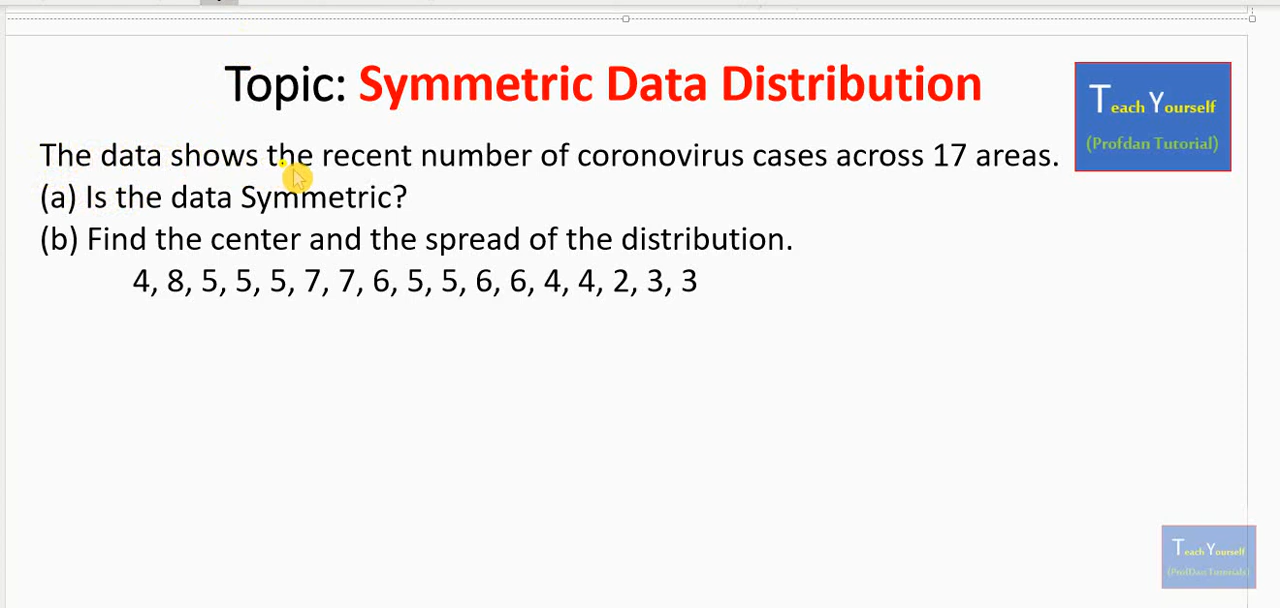 Topic: Symmetric Data Distribution
Teach Yourself
(Profdan Tutorial)
The data shows the recent number of coronovirus cases across 17 areas.
(a) Is the data Symmetric?
(b) Find the center and the spread of the distribution.
4, 8, 5, 5, 5, 7, 7, 6, 5, 5, 6, 6, 4, 4, 2, 3, 3
Teach Yourself
(ProfDan Tutorials)